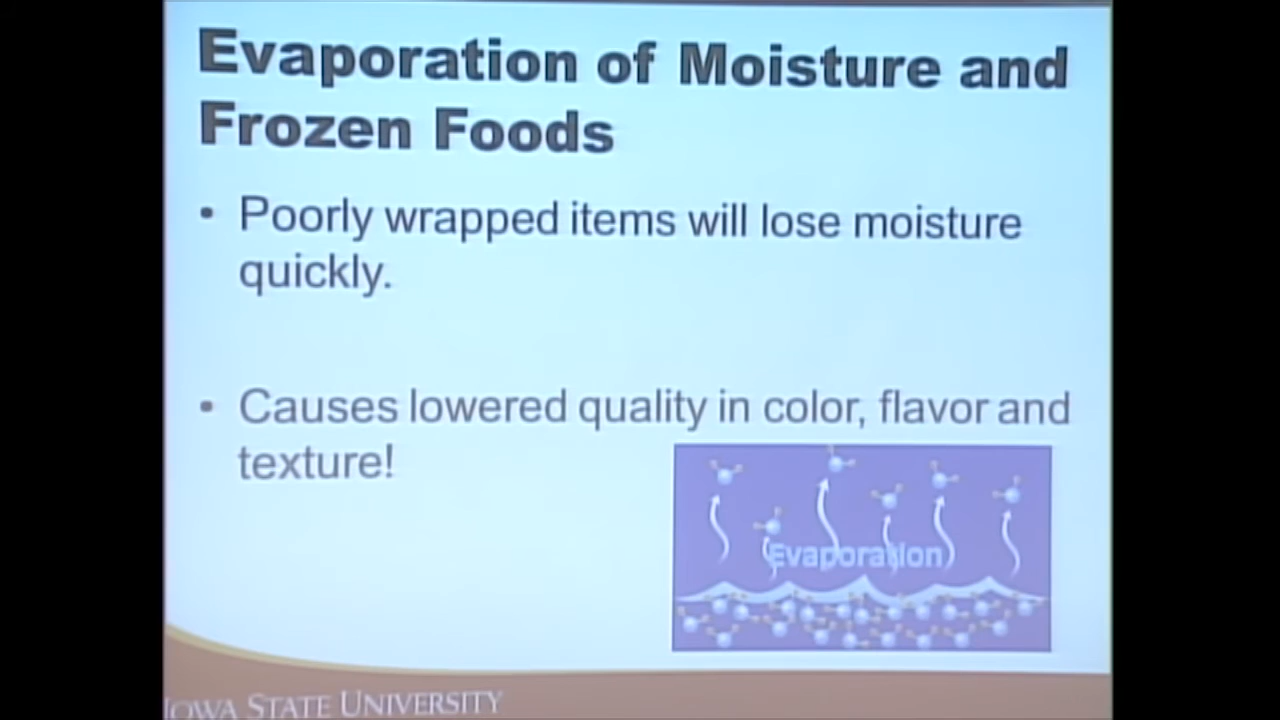 Evaporation of Moisture and
Frozen Foods
• Poorly wrapped items will lose moisture
quickly.
• Causes lowered quality in color, flavor and
texture!
Evaporation
IOWA STATE UNIVERSITY